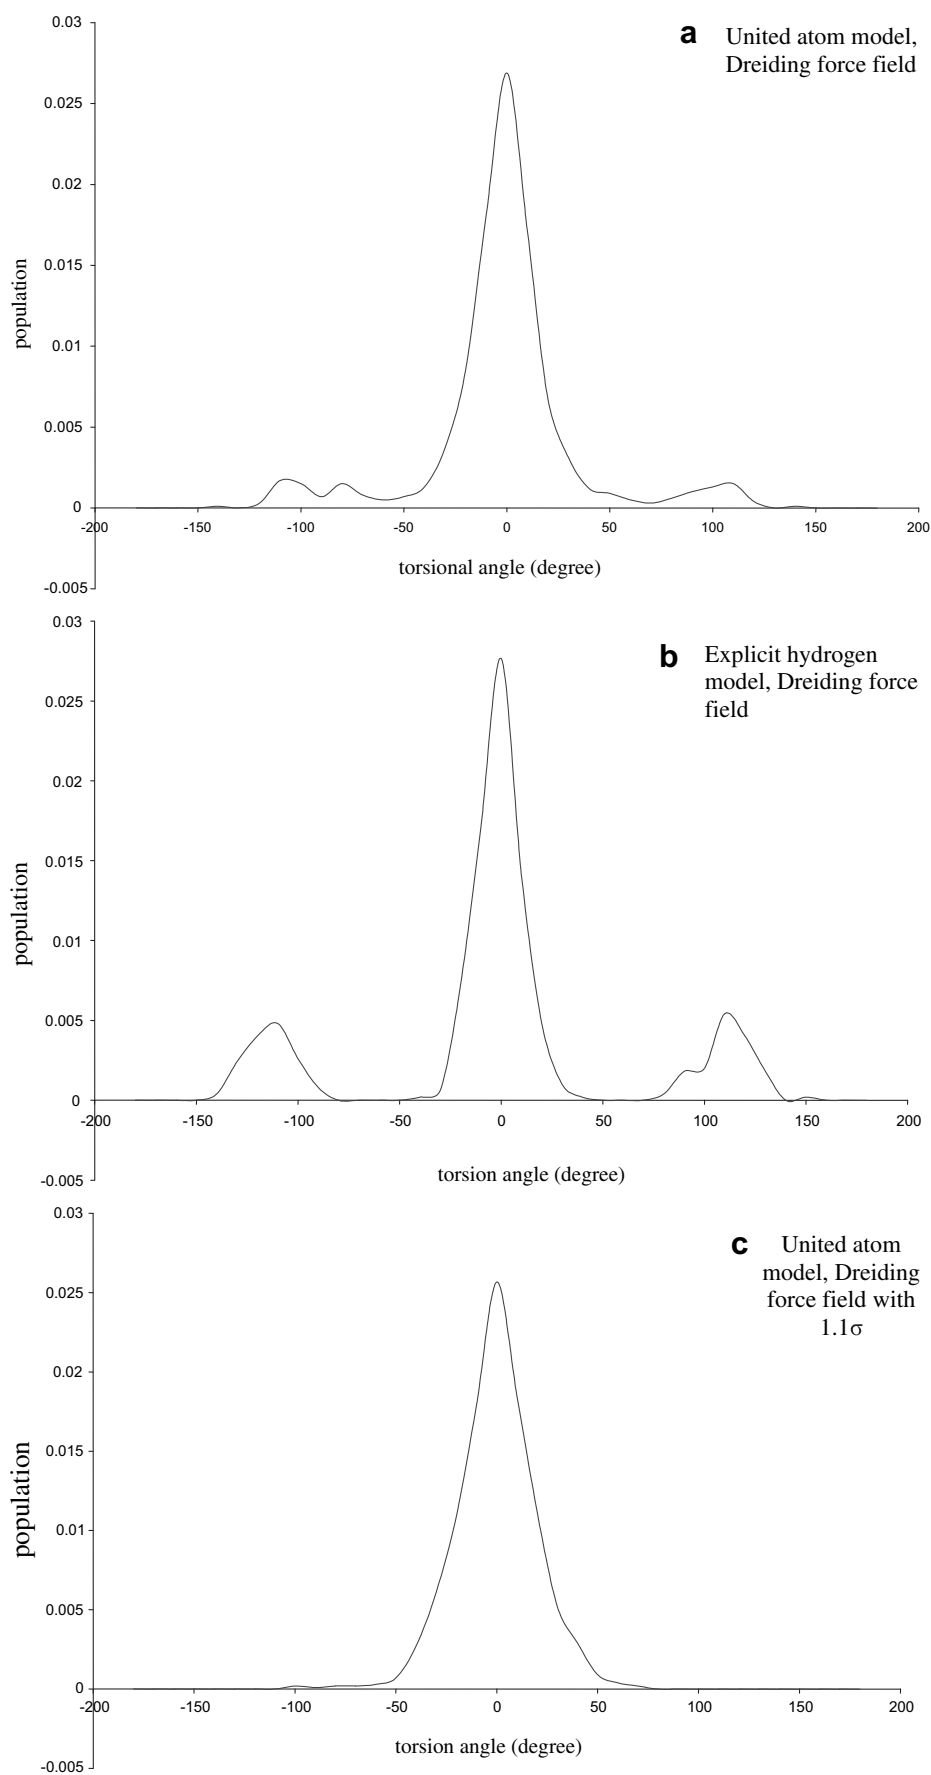 a United atom model,
Dreiding force field
0.03
0.025
0.02
0.015
0.01
0.005
0
-0.005
population
-200 -150 -100 -50 0 50 100 150 200
torsional angle (degree)
b Explicit hydrogen
model, Dreiding force
field
0.03
0.025
0.02
0.015
0.01
0.005
0
-0.005
population
-200 -150 -100 -50 0 50 100 150 200
torsion angle (degree)
c United atom
model, Dreiding
force field with
1.1σ
0.03
0.025
0.02
0.015
0.01
0.005
0
-0.005
population
-200 -150 -100 -50 0 50 100 150 200
torsion angle (degree)